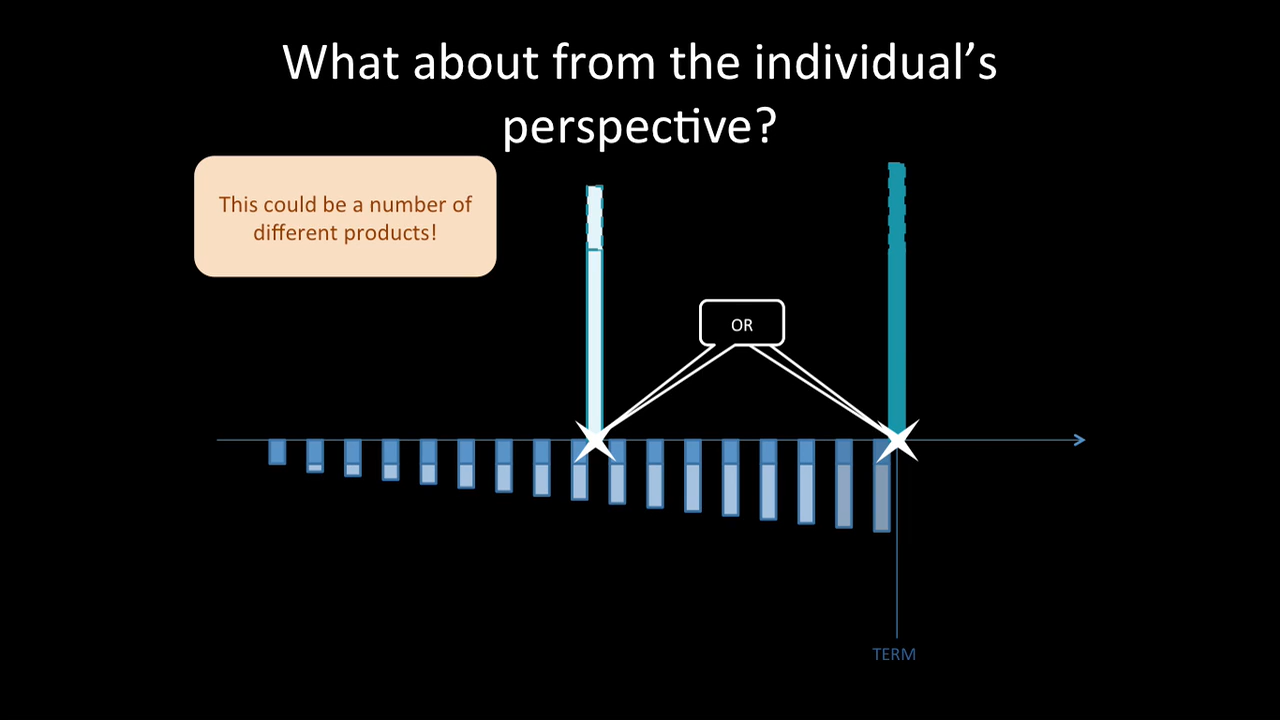 What about from the individual’s
perspective?
This could be a number of
different products!
OR
TERM